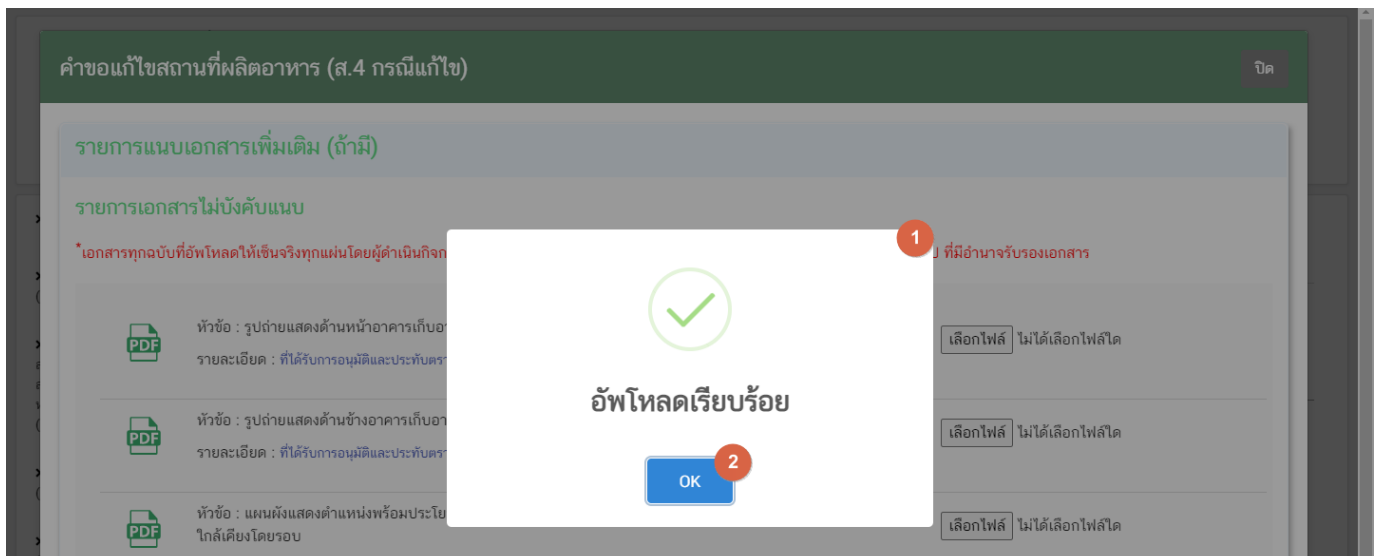 คำขอแก้ไขสถานที่ผลิตอาหาร (ส.4 กรณีแก้ไข)
ปิด
รายการแนบเอกสารเพิ่มเติม (ถ้ามี)
รายการเอกสารไม่บังคับแนบ
1
*เอกสารทุกฉบับที่อัพโหลดให้เซ็นจริงทุกแผ่นโดยผู้ดำเนินกิจก
ที่มีอำนาจรับรองเอกสาร
PDF
หัวข้อ : รูปถ่ายแสดงด้านหน้าอาคารเก็บอา
รายละเอียด : ที่ได้รับการอนุมัติและประทับตรา
เลือกไฟล์ ไม่ได้เลือกไฟล์ใด
อัพโหลดเรียบร้อย
PDF
หัวข้อ : รูปถ่ายแสดงด้านข้างอาคารเก็บอา
รายละเอียด : ที่ได้รับการอนุมัติและประทับตรา
เลือกไฟล์ ไม่ได้เลือกไฟล์ใด
2
OK
PDF
หัวข้อ : แผนผังแสดงตำแหน่งพร้อมประโย
ใกล้เคียงโดยรอบ
เลือกไฟล์ ไม่ได้เลือกไฟล์ใด